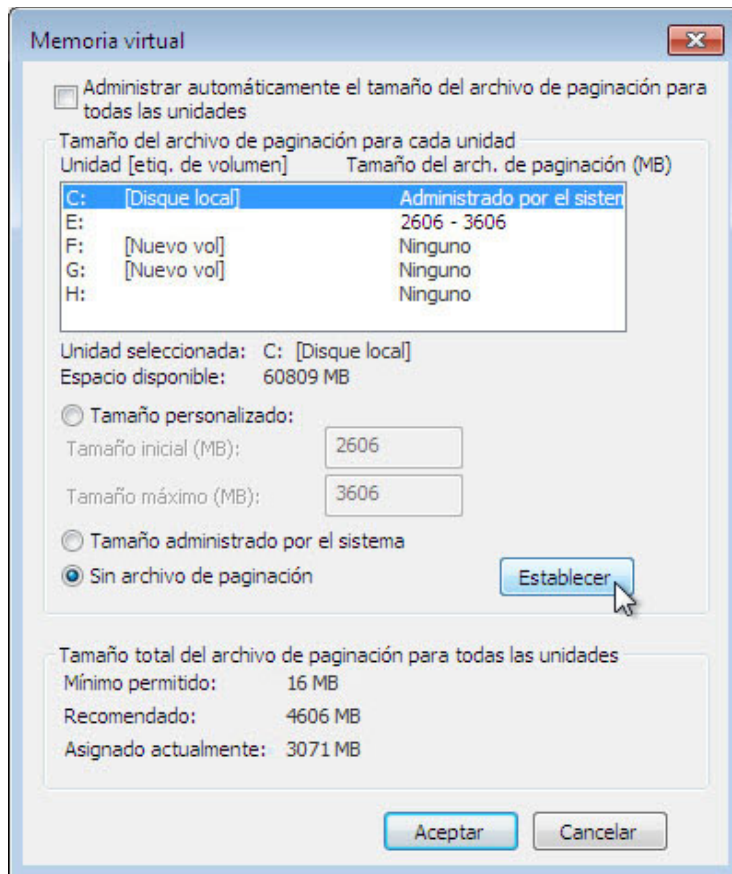 Memoria virtual
Administrar automáticamente el tamaño del archivo de paginación para
todas las unidades
Tamaño del archivo de paginación para cada unidad
Unidad [etiq. de volumen] Tamaño del arch. de paginación (MB)
C: [Disque local] Administrado por el sisten
E: 2606 - 3606
F: [Nuevo vol] Ninguno
G: [Nuevo vol] Ninguno
H: Ninguno
Unidad seleccionada: C: [Disque local]
Espacio disponible: 60809 MB
Tamaño personalizado:
Tamaño inicial (MB): 2606
Tamaño máximo (MB): 3606
Tamaño administrado por el sistema
Sin archivo de paginación Establecer
Tamaño total del archivo de paginación para todas las unidades
Mínimo permitido: 16 MB
Recomendado: 4606 MB
Asignado actualmente: 3071 MB
Aceptar Cancelar